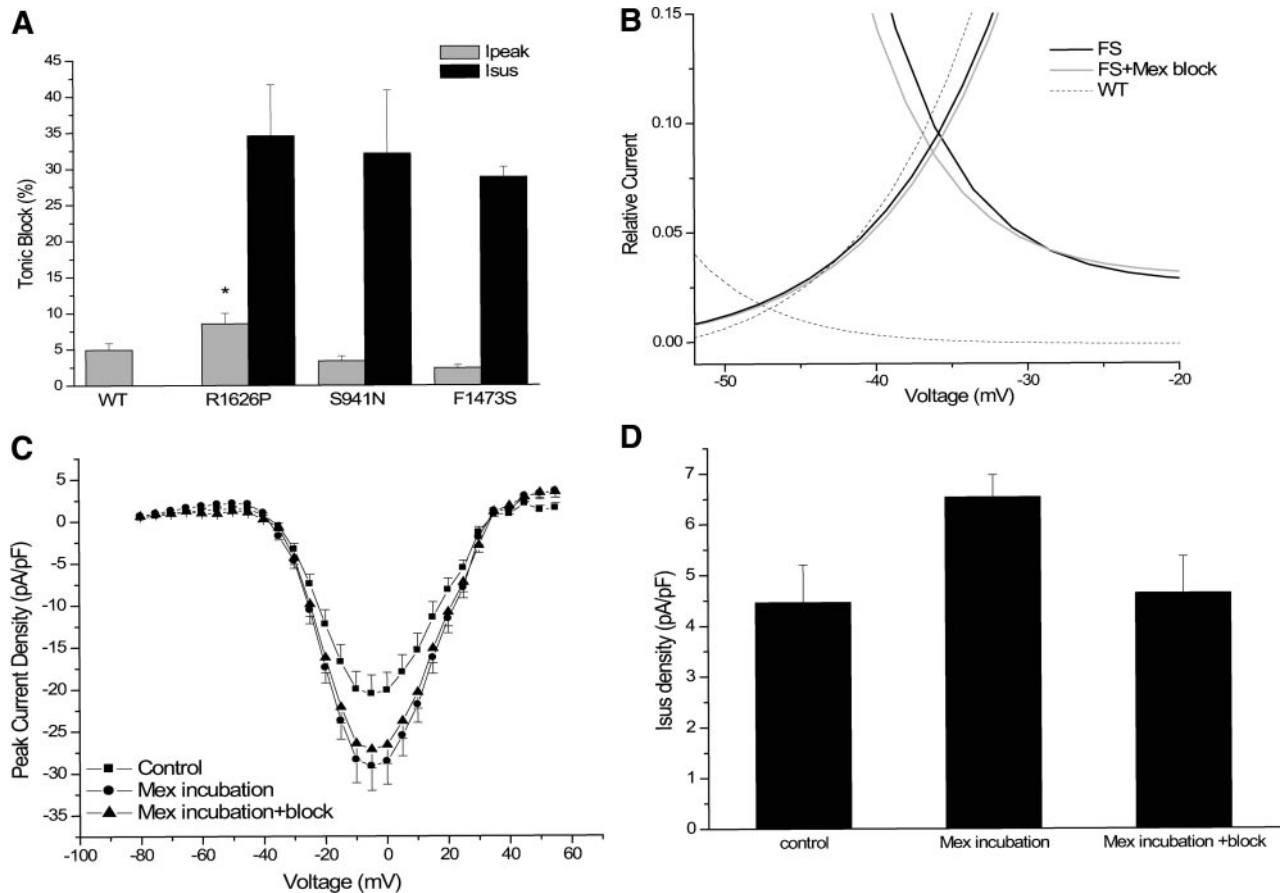 A
Ipeak
Isus
Tonic Block (%)
45
40
35
30
25
20
15
10
5
0
*
WT
R1626P
S941N
F1473S
B
FS
FS+Mex block
WT
Relative Current
0.15
0.10
0.05
0.00
-50
-40
-30
-20
Voltage (mV)
C
Peak Current Density (pA/pF)
5
0
-5
-10
-15
-20
-25
-30
-35
Control
Mex incubation
Mex incubation+block
-100
-80
-60
-40
-20
0
20
40
60
Voltage (mV)
D
Isus density (pA/pF)
7
6
5
4
3
2
1
0
control
Mex incubation
Mex incubation +block